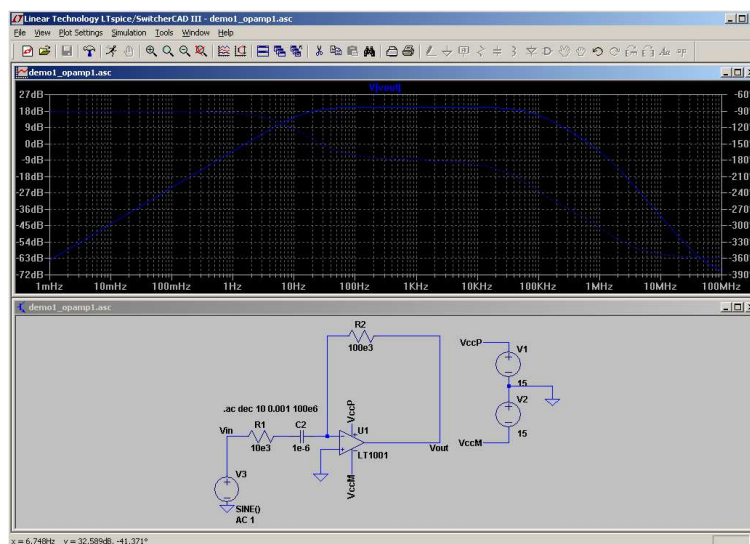 Linear Technology LTspice/SwitcherCAD III - demo1_opamp1.asc
File View Plot Settings Simulation Tools Window Help
demo1_opamp1.asc
V(vout)
27dB
18dB
9dB
0dB
-9dB
-18dB
-27dB
-36dB
-45dB
-54dB
-63dB
-72dB
-60°
-90°
-120°
-150°
-180°
-210°
-240°
-270°
-300°
-330°
-360°
-390°
1mHz 10mHz 100mHz 1Hz 10Hz 100Hz 1KHz 10KHz 100KHz 1MHz 10MHz 100MHz
demo1_opamp1.asc
R2
100e3
VccP
V1
15
V2
15
VccM
.ac dec 10 0.001 100e6
VccP
U1
Vin
R1
C2
10e3
1e-6
LT1001
Vout
VccM
V3
SINE()
AC 1
x = 6.748Hz y = 32.589dB, -41.371°